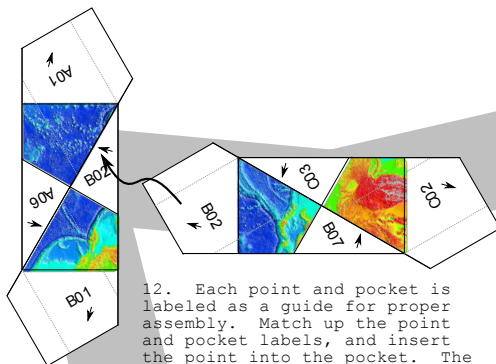 A01
B02
A06
B01
B02
C03
B07
C02
12. Each point and pocket is
labeled as a guide for proper
assembly. Match up the point
and pocket labels, and insert
the point into the pocket. The